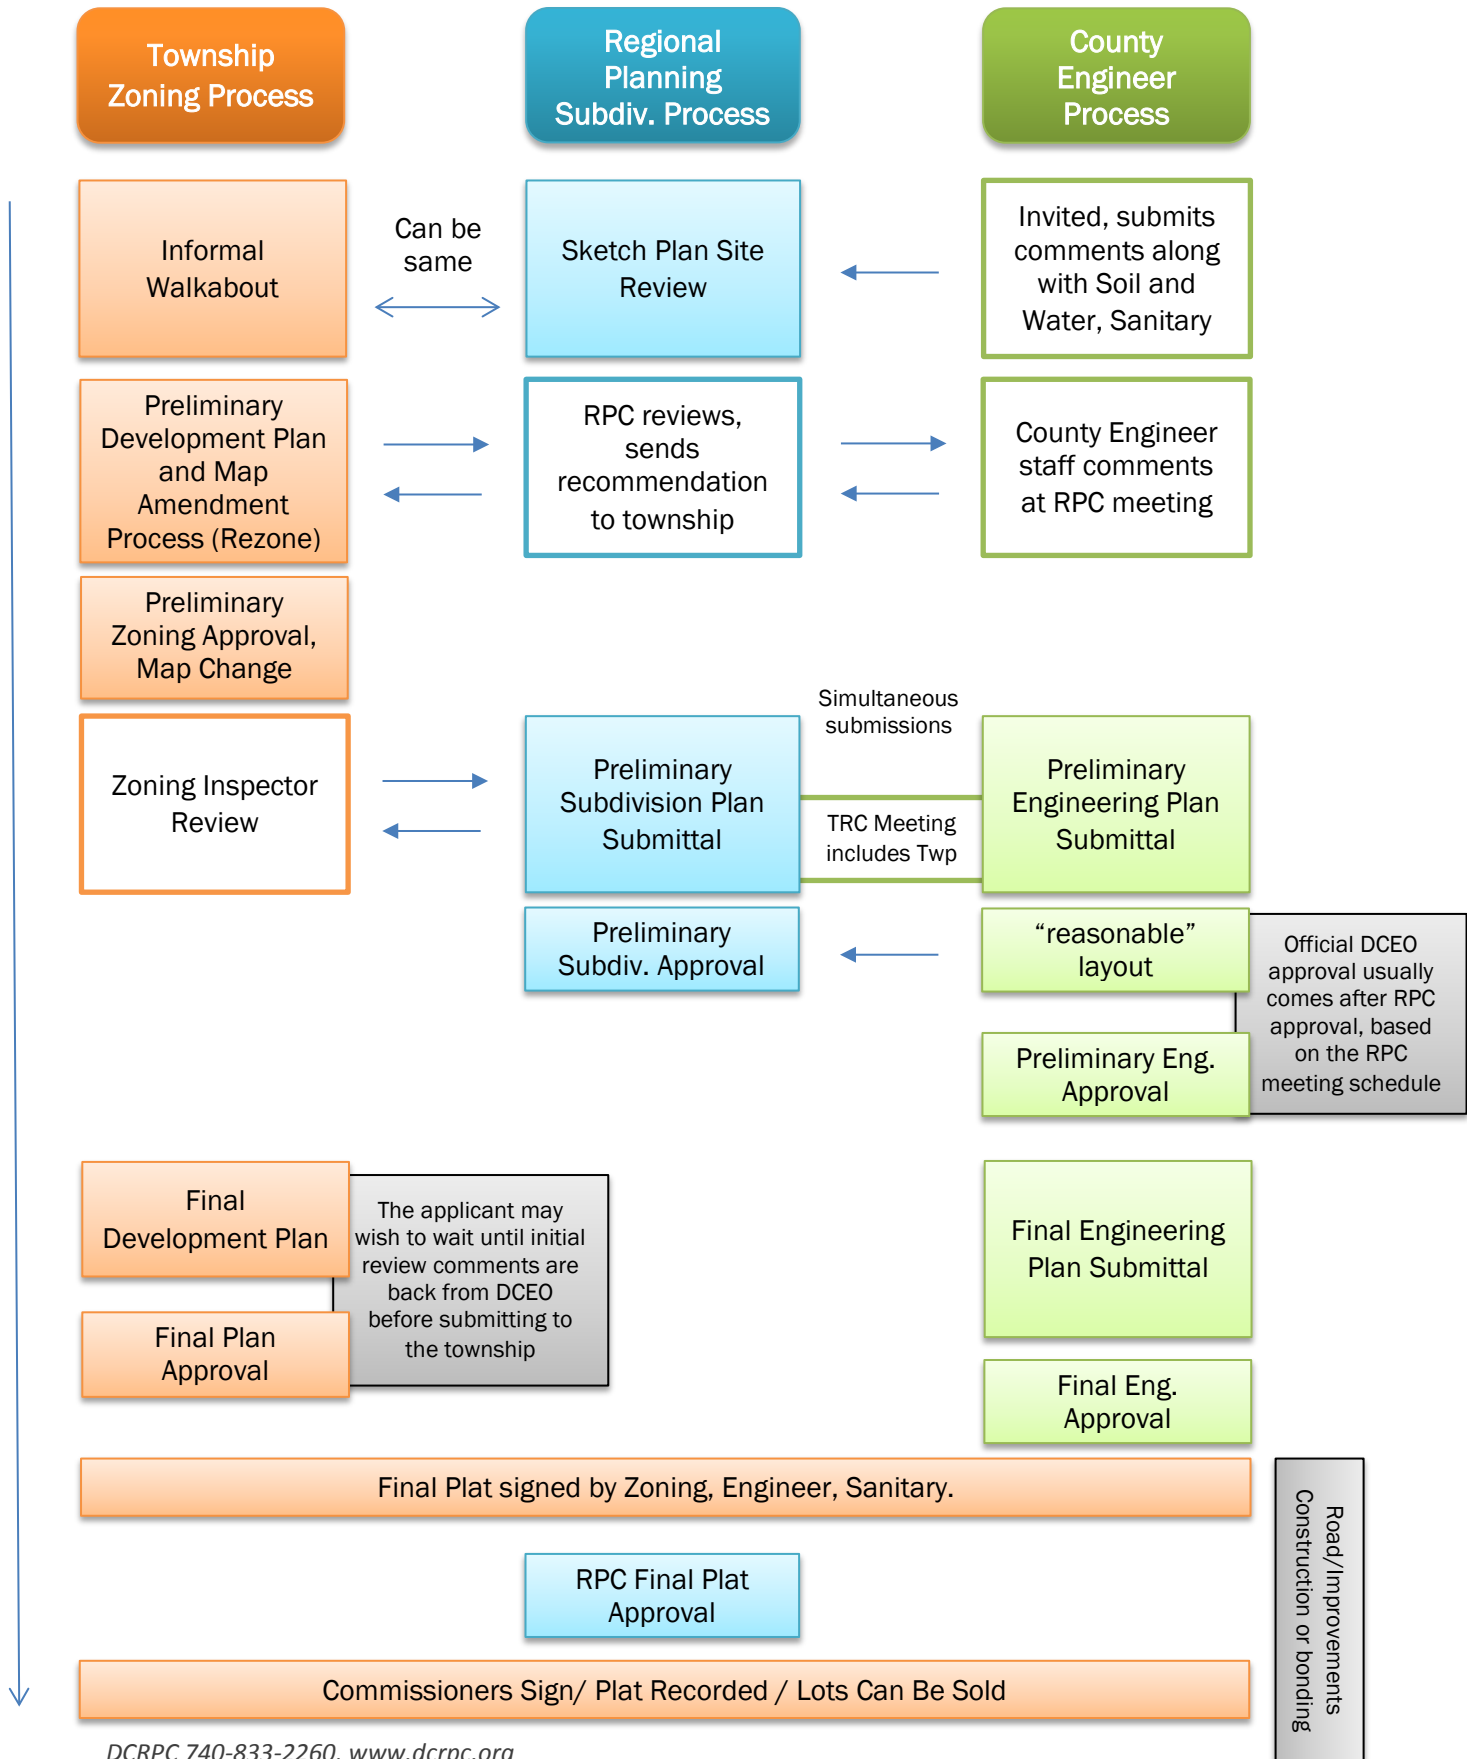 Township
Zoning Process
Regional
Planning
Subdiv. Process
County
Engineer
Process
Informal
Walkabout
Can be
same
Sketch Plan Site
Review
Invited, submits
comments along
with Soil and
Water, Sanitary
Preliminary
Development Plan
and Map
Amendment
Process (Rezone)
RPC reviews,
sends
recommendation
to township
County Engineer
staff comments
at RPC meeting
Preliminary
Zoning Approval,
Map Change
Zoning Inspector
Review
Preliminary
Subdivision Plan
Submittal
Simultaneous
submissions
TRC Meeting
includes Twp
Preliminary
Engineering Plan
Submittal
Preliminary
Subdiv. Approval
“reasonable”
layout
Official DCEO
approval usually
comes after RPC
approval, based
on the RPC
meeting schedule
Preliminary Eng.
Approval
Final
Development Plan
The applicant may
wish to wait until initial
review comments are
back from DCEO
before submitting to
the township
Final Plan
Approval
Final Engineering
Plan Submittal
Final Eng.
Approval
Final Plat signed by Zoning, Engineer, Sanitary.
Road/Improvements
Construction or bonding
RPC Final Plat
Approval
Commissioners Sign/ Plat Recorded / Lots Can Be Sold
DCRPC 740-833-2260, www.dcrpc.org